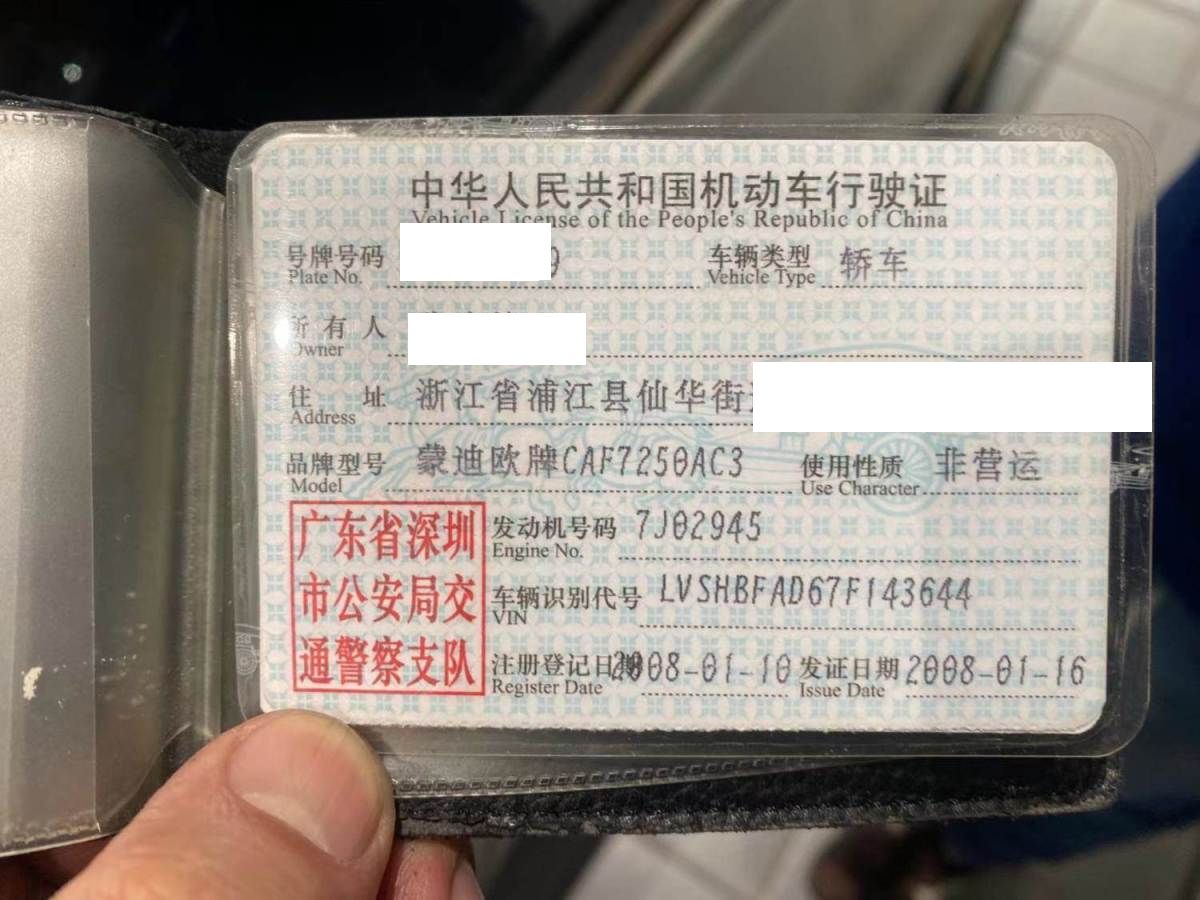 中华人民共和国机动车行驶证
Vehicle License of the People's Republic of China
号牌号码 9 车辆类型 轿车
Plate No. Vehicle Type
所有人
Owner
住址 浙江省浦江县仙华街
Address
品牌型号 蒙迪欧牌CAF7250AC3 使用性质 非营运
Model Use Character
广东省深圳
市公安局交
通警察支队
发动机号码 7J02945
Engine No.
车辆识别代号 LVSHBFAD67F143644
VIN
注册登记日期 2008-01-10 发证日期 2008-01-16
Register Date Issue Date